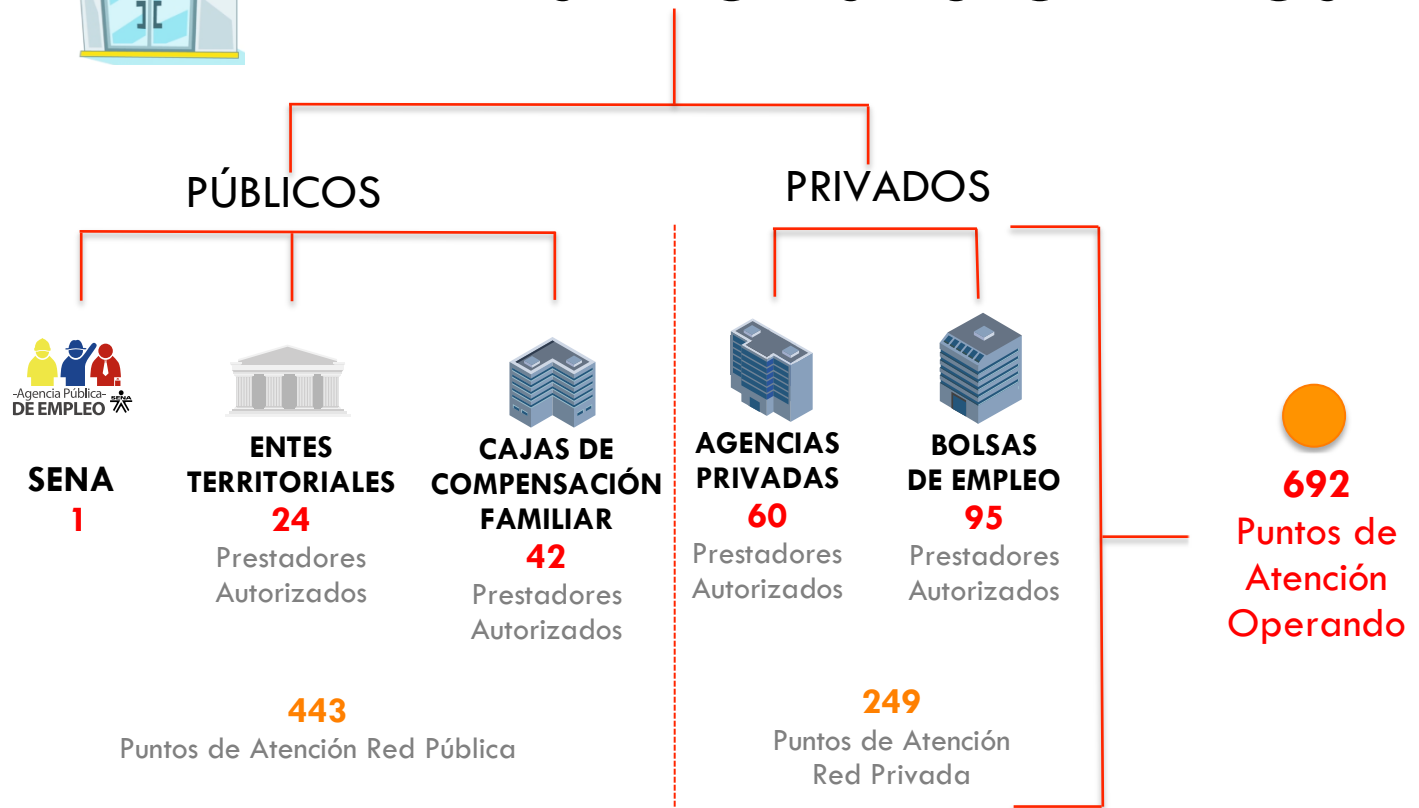 PÚBLICOS
PRIVADOS
-Agencia Pública-
DE EMPLEO
SENA
SENA
1
ENTES
TERRITORIALES
24
Prestadores
Autorizados
CAJAS DE
COMPENSACIÓN
FAMILIAR
42
Prestadores
Autorizados
AGENCIAS
PRIVADAS
60
Prestadores
Autorizados
BOLSAS
DE EMPLEO
95
Prestadores
Autorizados
692
Puntos de
Atención
Operando
443
Puntos de Atención Red Pública
249
Puntos de Atención
Red Privada